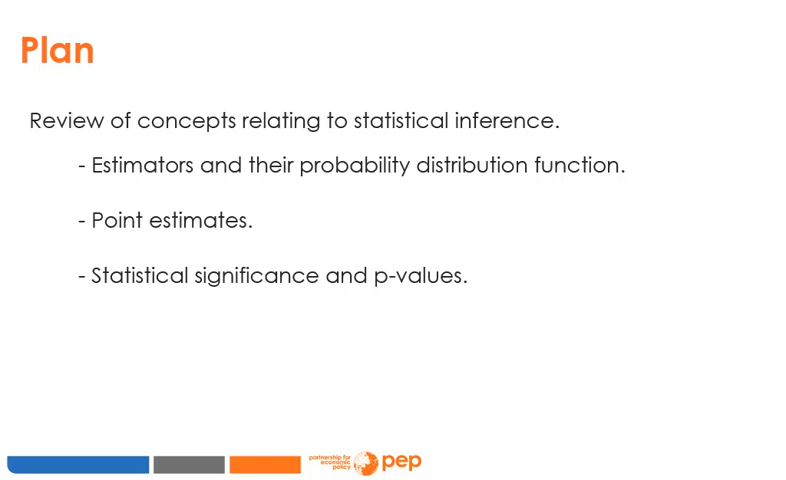 Plan
Review of concepts relating to statistical inference.
- Estimators and their probability distribution function.
- Point estimates.
- Statistical significance and p-values.
partnership for
economic
policy
pep